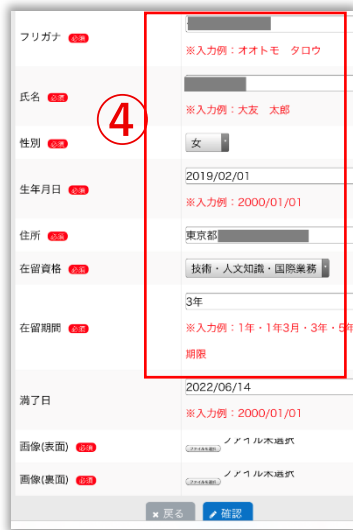 フリガナ 必須
※入力例：オオトモ　タロウ
氏名 必須
※入力例：大友　太郎
④
性別 必須 女
生年月日 必須 2019/02/01
※入力例：2000/01/01
住所 必須 東京都
在留資格 必須 技術・人文知識・国際業務
3年
在留期間 必須 ※入力例：1年・1年3月・3年・5年
期限
満了日 2022/06/14
※入力例：2000/01/01
画像(表面) 必須 ファイルを選択 ファイル未選択
画像(裏面) 必須 ファイルを選択 ファイル未選択
× 戻る 確認